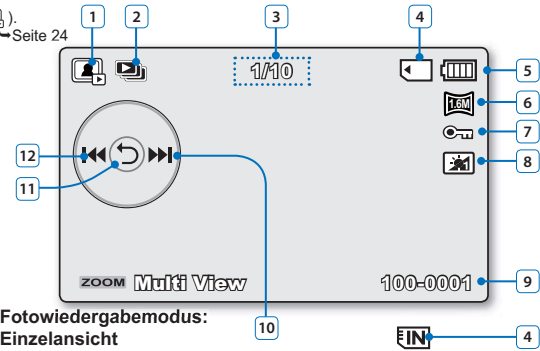 ).
Seite 24
1 2 3 4
1/10
5
1.6M
6
7
8
12
11
ZOOM Multi View 100-0001 9
10
Fotowiedergabemodus:
Einzelansicht
IN 4